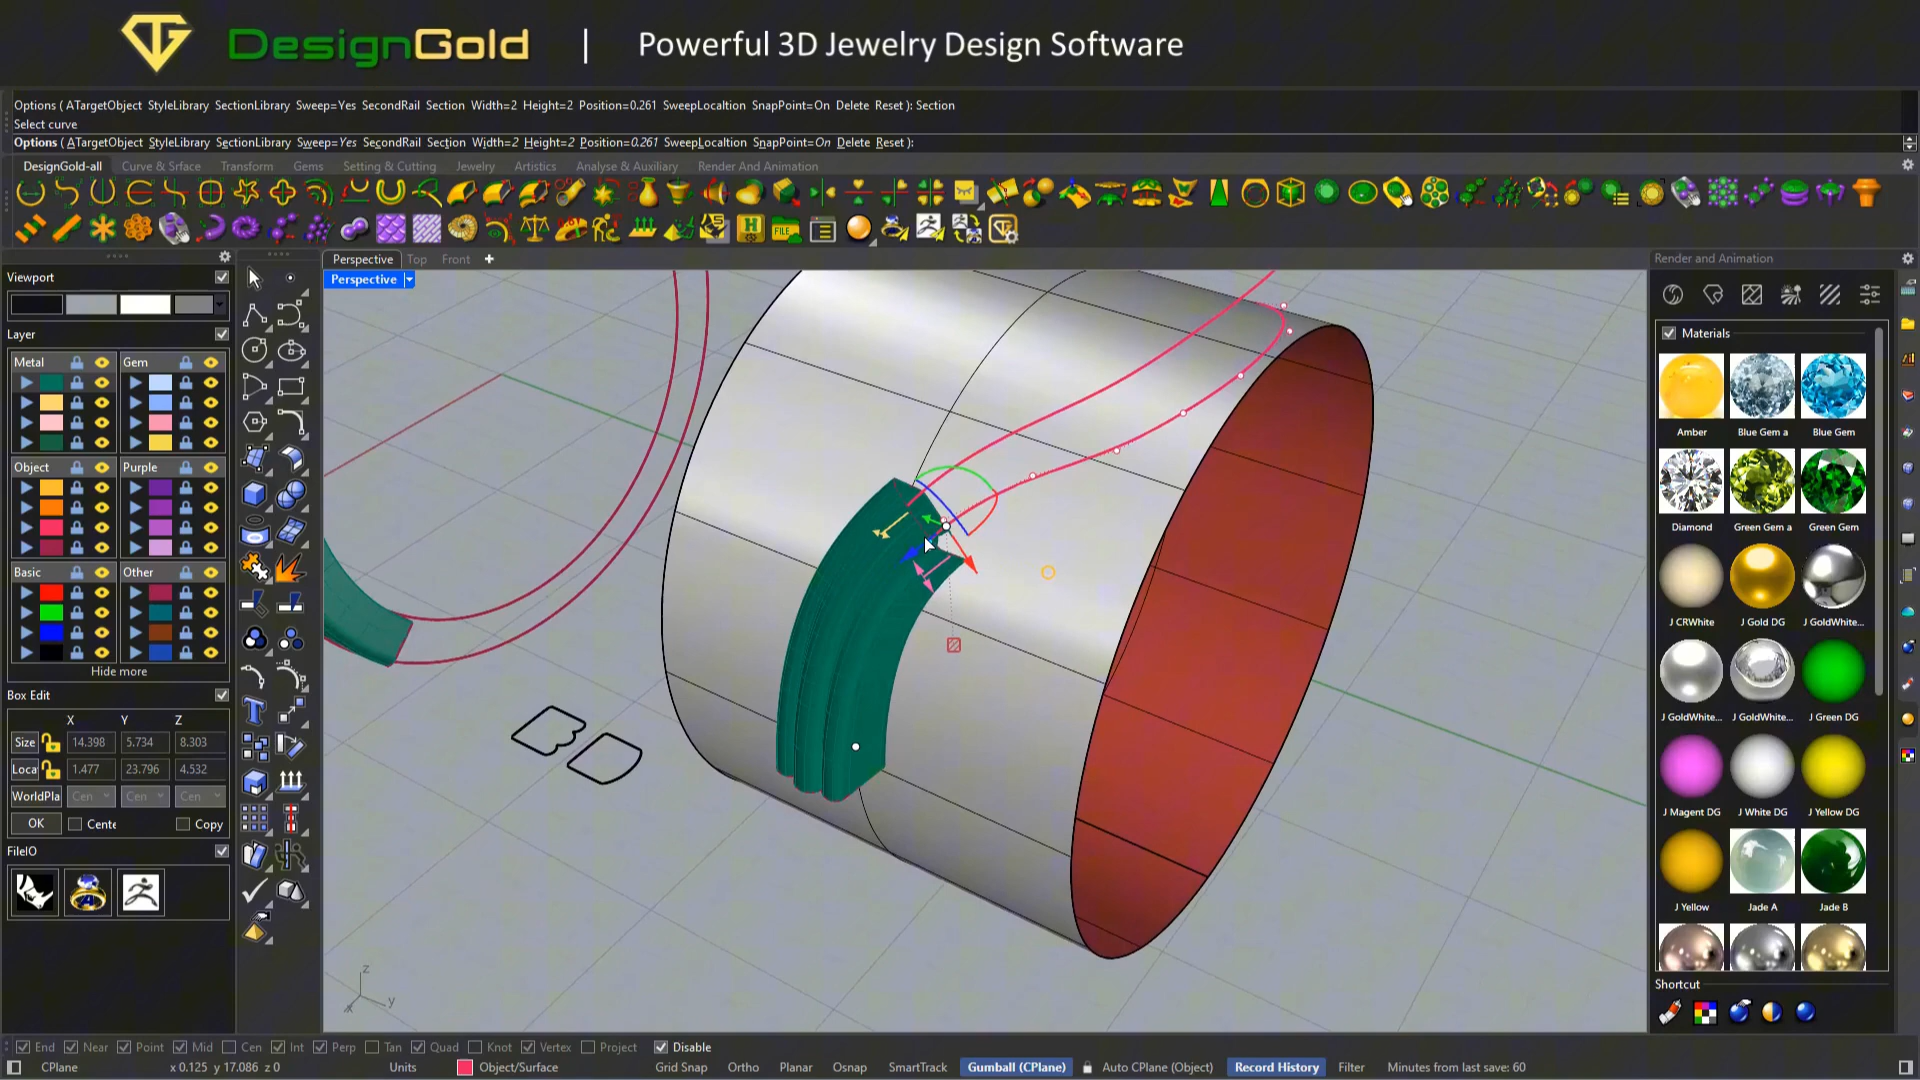 DesignGold | Powerful 3D Jewelry Design Software
Options ( ATargetObject StyleLibrary SectionLibrary Sweep=Yes SecondRail Section Width=2 Height=2 Position=0.261 SweepLocaltion SnapPoint=On Delete Reset ): Section
Select curve
Options ( ATargetObject StyleLibrary SectionLibrary Sweep=Yes SecondRail Section Width=2 Height=2 Position=0.261 SweepLocaltion SnapPoint=On Delete Reset ):
DesignGold-all Curve & Srface Transform Gems Setting & Cutting Jewelry Artistics Analyse & Auxiliary Render And Animation
FILE
Perspective Top Front
Perspective
Viewport
Layer
Metal Gem
Object Purple
Basic Other
Hide more
Box Edit
X Y Z
Size 14.398 5.734 8.303
Loca 1.477 23.796 4.532
WorldPla Cen Cen Cen
OK Cente Copy
FileIO
z
y
x
Render and Animation
Materials
Amber Blue Gem a Blue Gem
Diamond Green Gem a Green Gem
J CRWhite J Gold DG J GoldWhite...
J GoldWhite... J GoldWhite... J Green DG
J Magent DG J White DG J Yellow DG
J Yellow Jade A Jade B
Shortcut
End Near Point Mid Cen Int Perp Tan Quad Knot Vertex Project Disable
CPlane x 0.125 y 17.086 z 0 Units Object/Surface Grid Snap Ortho Planar Osnap SmartTrack Gumball (CPlane) Auto CPlane (Object) Record History Filter Minutes from last save: 60